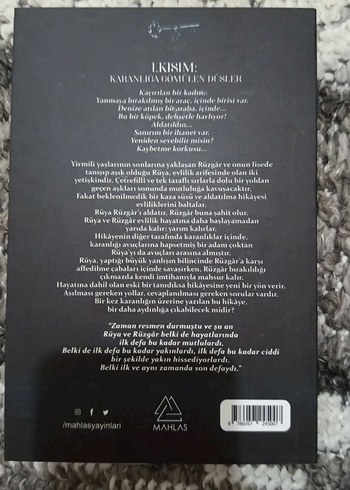 1.KISIM:
KARANLIĞA GÖMÜLEN DÜŞLER
Kaçırılan bir kadın:
Yanmaya bırakılmış bir araç, içinde birisi var.
Denize atılan bir araba, içinde...
Bu bir köpek, dehşetle havlıyor!
Aldatıldın...
Sanırım bir ihanet var.
Yeniden sevebilir misin?
Kaybetme korkusu...
Yirmili yaşlarının sonlarına yaklaşan Rüzgâr ve onun lisede
tanışıp aşık olduğu Rüya, evlilik arifesinde olan iki
yetişkindir. Çetrefilli ve tek taraflı sırlarla dolu bir yoldan
geçen aşkları sonunda mutluluğa kavuşacaktır.
Fakat beklenilmedik bir kaza süsü ve aldatılma hikâyesi
evliliklerini baltalar.
Rüya Rüzgâr'ı aldatır, Rüzgâr buna şahit olur.
Rüya ve Rüzgâr evlilik hayatına daha başlayamadan
yarıda kalır; yarım kalırlar.
Hikâyenin diğer tarafında karanlıklar içinde,
karanlığı avuçlarına hapsetmiş bir adam çoktan
Rüya'yı da avuçları arasına almıştır.
Rüya, yaptığı büyük yanlışın bilincinde Rüzgâr'a karşı
affedilme çabaları içinde savaşırken, Rüzgâr bırakıldığı
çıkmazda kendi intihanıyla mahsur kalır.
Hayatına dahil olan eski bir tanıdıksa hikâyesine yeni bir yön verir.
Aşılması gereken yollar, cevaplanılması gereken sorular vardır.
Bir kez karanlığın üzerine yazılan bu hikâye,
bir daha aydınlığa çıkabilecek midir?
"Zaman resmen durmuştu ve şu an
Rüya ve Rüzgâr belki de hayatlarında
ilk defa bu kadar mutlulardı.
Belki de ilk defa bu kadar yakınlardı, ilk defa bu kadar ciddi
bir şekilde yakın hissediyorlardı.
Belki ilk ve aynı zamanda son defaydı."
/mahlasyayinlari
MAHLAS
9 786057 245007